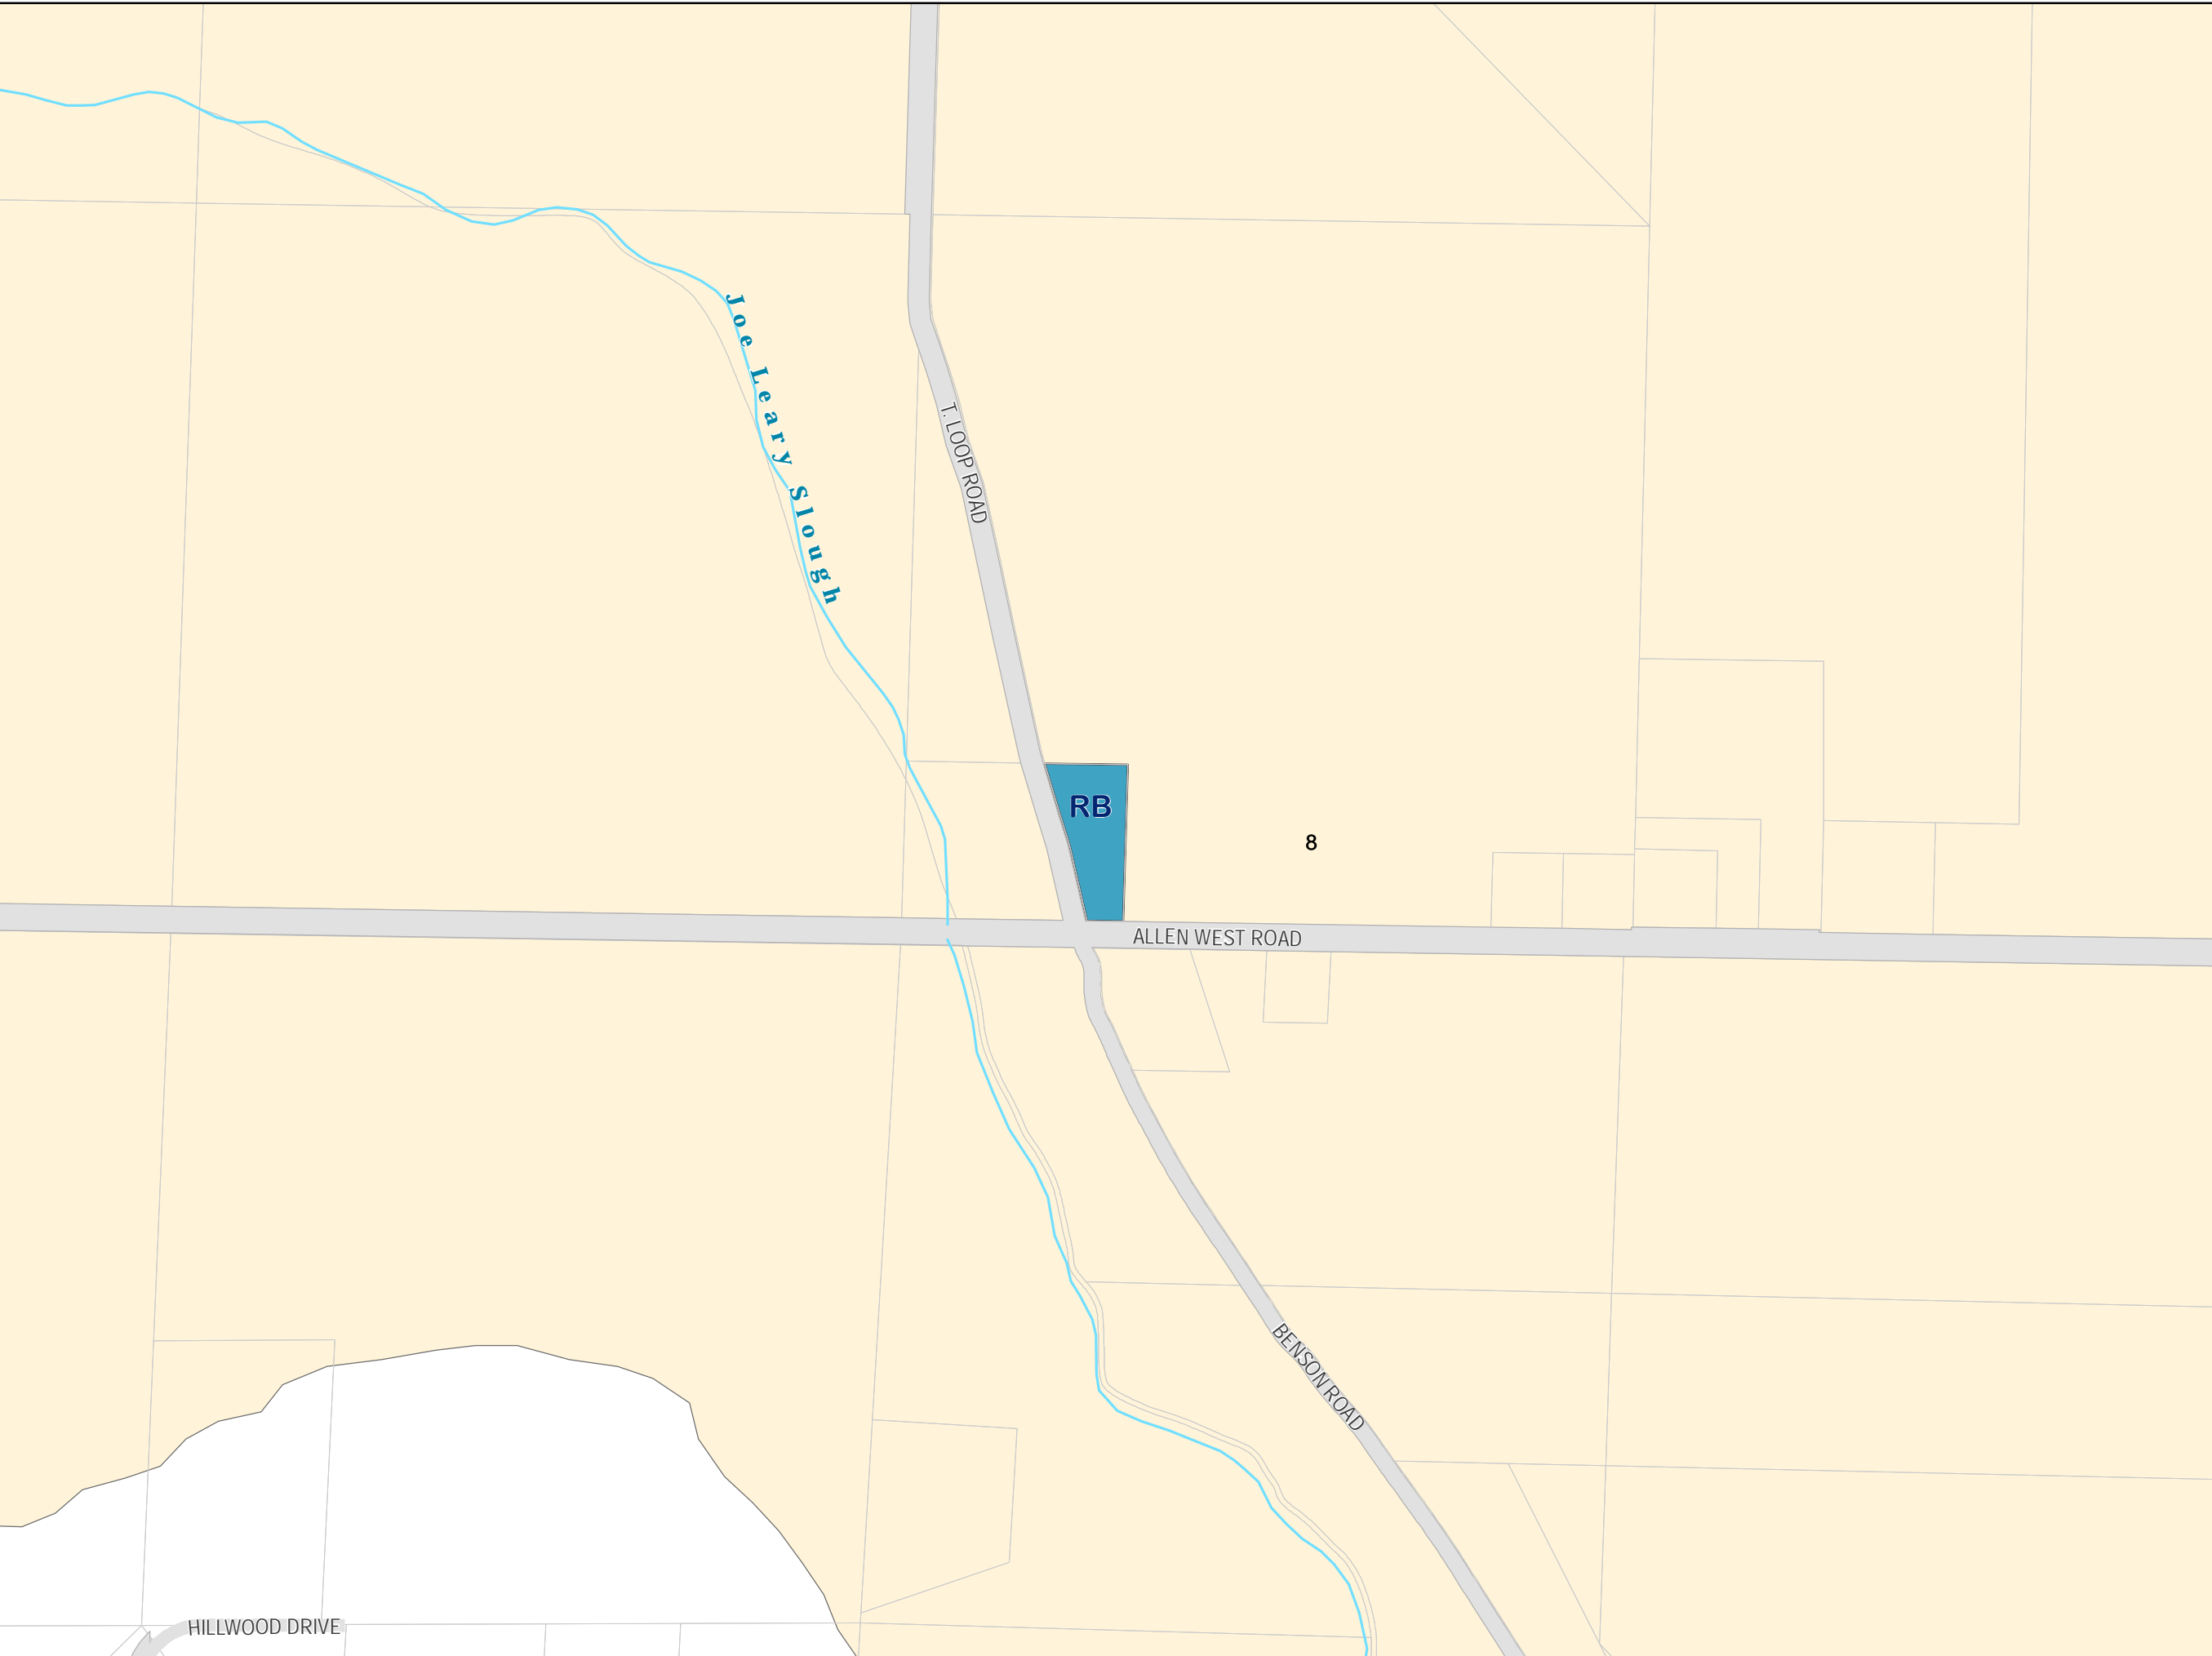 Joe Leary Slough
T. LOOP ROAD
RB
8
ALLEN WEST ROAD
BENSON ROAD
HILLWOOD DRIVE